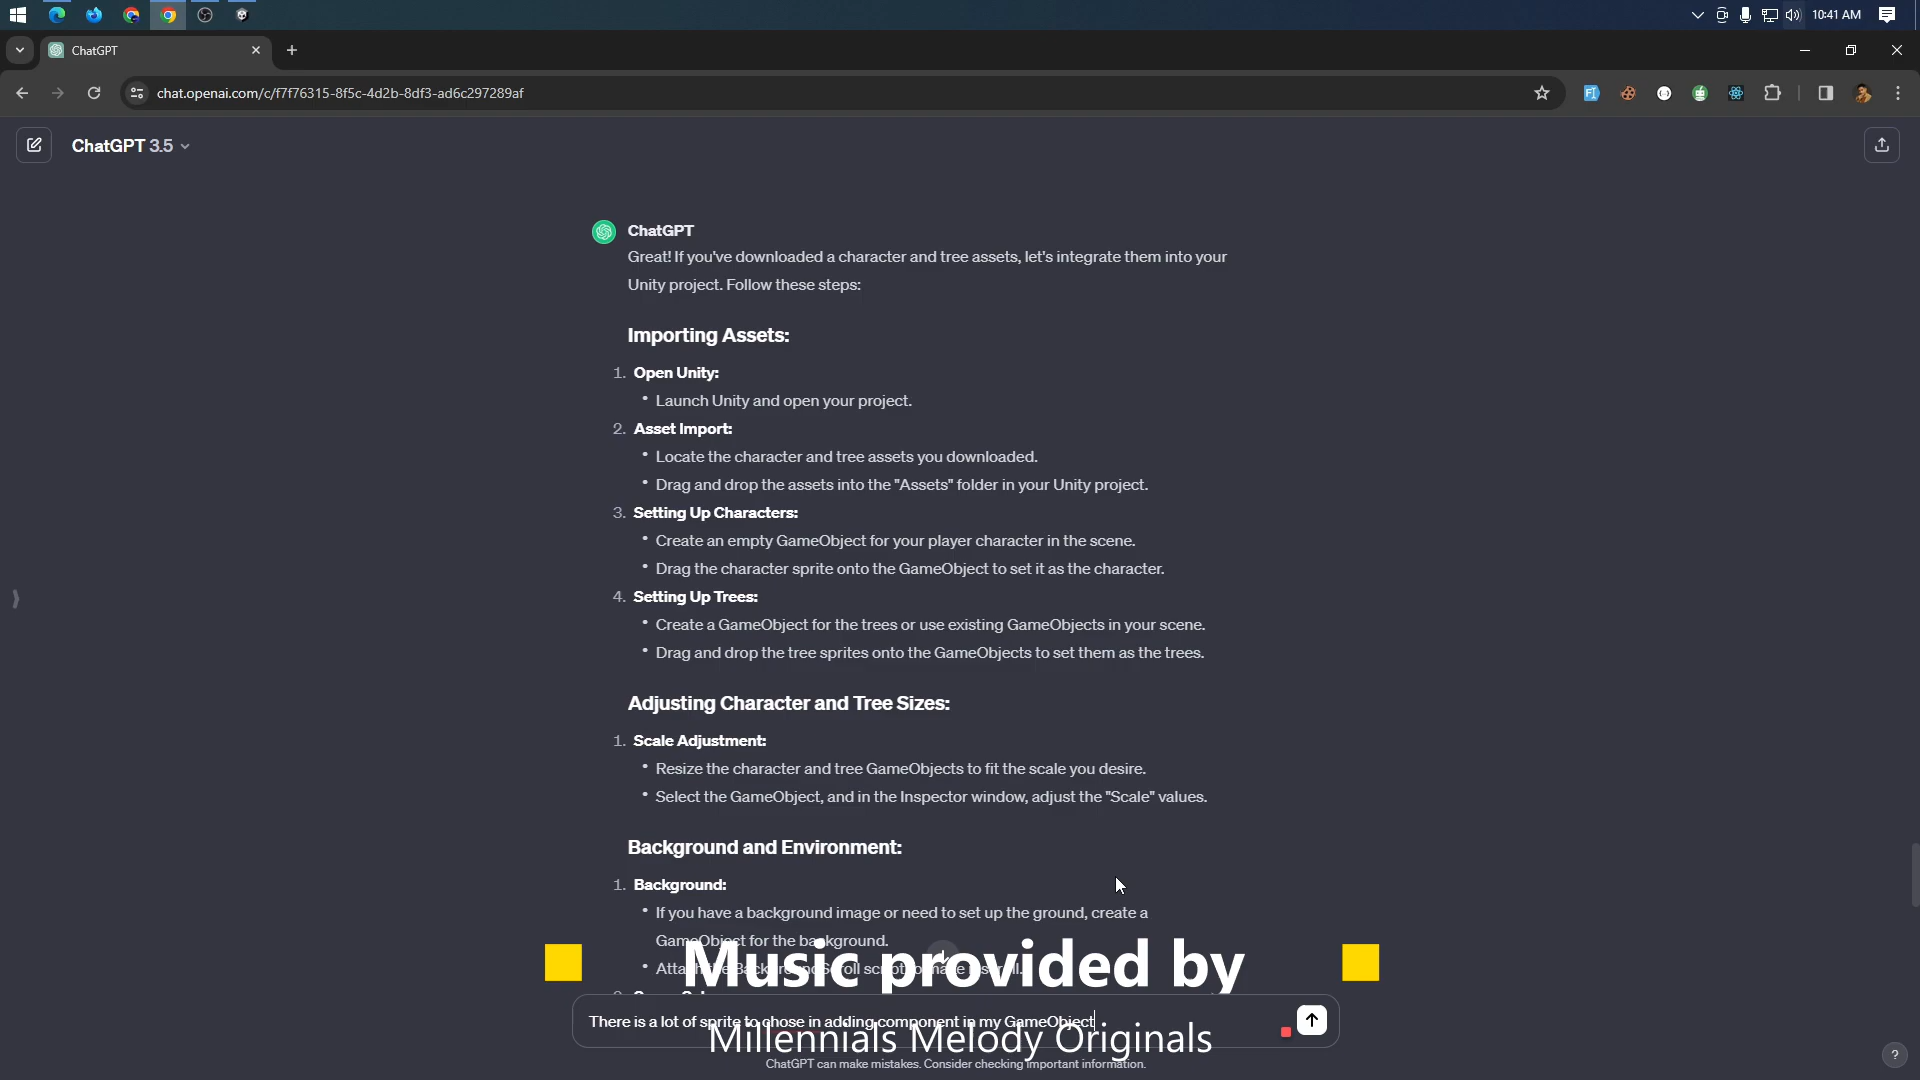 10:41 AM
ChatGPT
chat.openai.com/c/f7f76315-8f5c-4d2b-8df3-ad6c297289af
ChatGPT 3.5
ChatGPT
Great! If you've downloaded a character and tree assets, let's integrate them into your
Unity project. Follow these steps:
Importing Assets:
1. Open Unity:
• Launch Unity and open your project.
2. Asset Import:
• Locate the character and tree assets you downloaded.
• Drag and drop the assets into the "Assets" folder in your Unity project.
3. Setting Up Characters:
• Create an empty GameObject for your player character in the scene.
• Drag the character sprite onto the GameObject to set it as the character.
4. Setting Up Trees:
• Create a GameObject for the trees or use existing GameObjects in your scene.
• Drag and drop the tree sprites onto the GameObjects to set them as the trees.
Adjusting Character and Tree Sizes:
1. Scale Adjustment:
• Resize the character and tree GameObjects to fit the scale you desire.
• Select the GameObject, and in the Inspector window, adjust the "Scale" values.
Background and Environment:
1. Background:
• If you have a background image or need to set up the ground, create a
GameObject for the background.
Music provided by
There is a lot of sprite to chose in adding component in my GameObject
Millennials Melody Originals
ChatGPT can make mistakes. Consider checking important information.
?